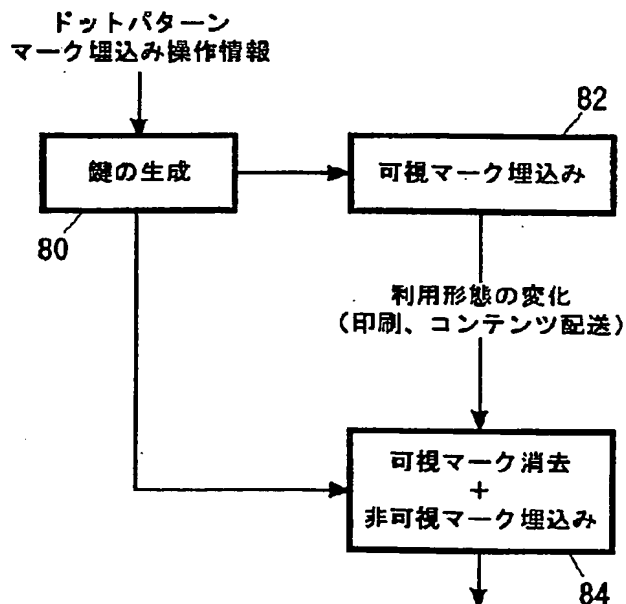 ドットパターン
マーク埋込み操作情報
82
鍵の生成
可視マーク埋込み
80
利用形態の変化
(印刷、コンテンツ配送)
可視マーク消去
+
非可視マーク埋込み
84